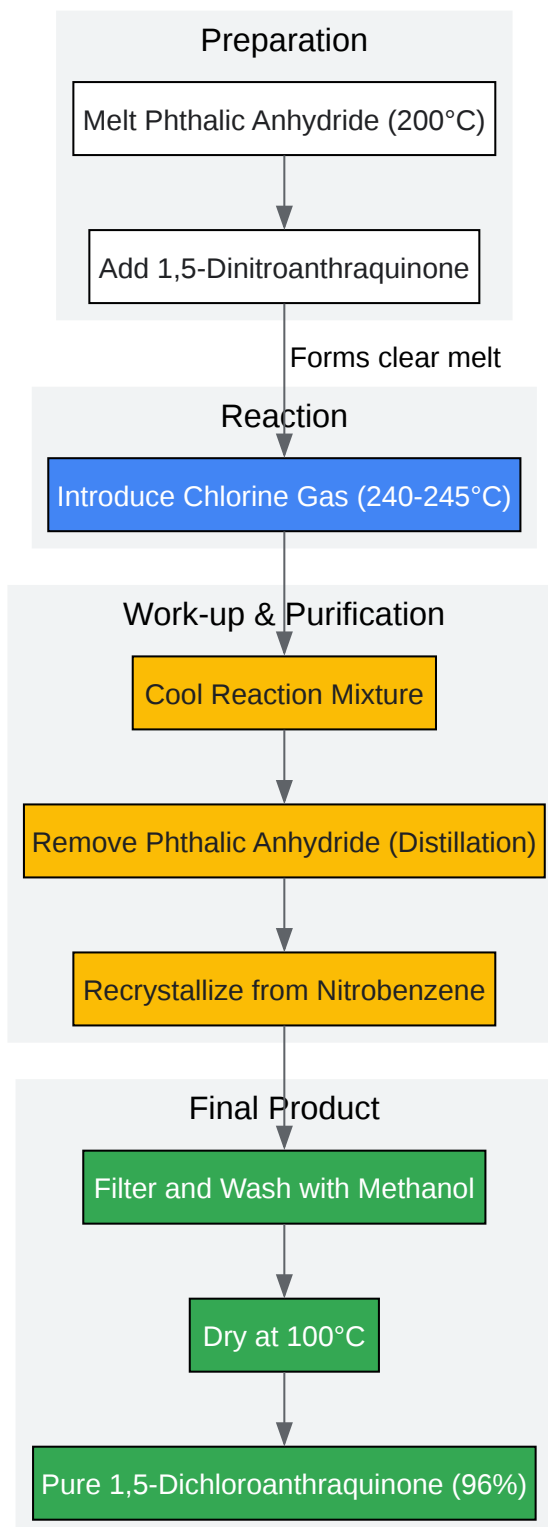 Preparation
Melt Phthalic Anhydride (200°C)
Add 1,5-Dinitroanthraquinone
Forms clear melt
Reaction
Introduce Chlorine Gas (240-245°C)
Work-up & Purification
Cool Reaction Mixture
Remove Phthalic Anhydride (Distillation)
Recrystallize from Nitrobenzene
Final Product
Filter and Wash with Methanol
Dry at 100°C
Pure 1,5-Dichloroanthraquinone (96%)